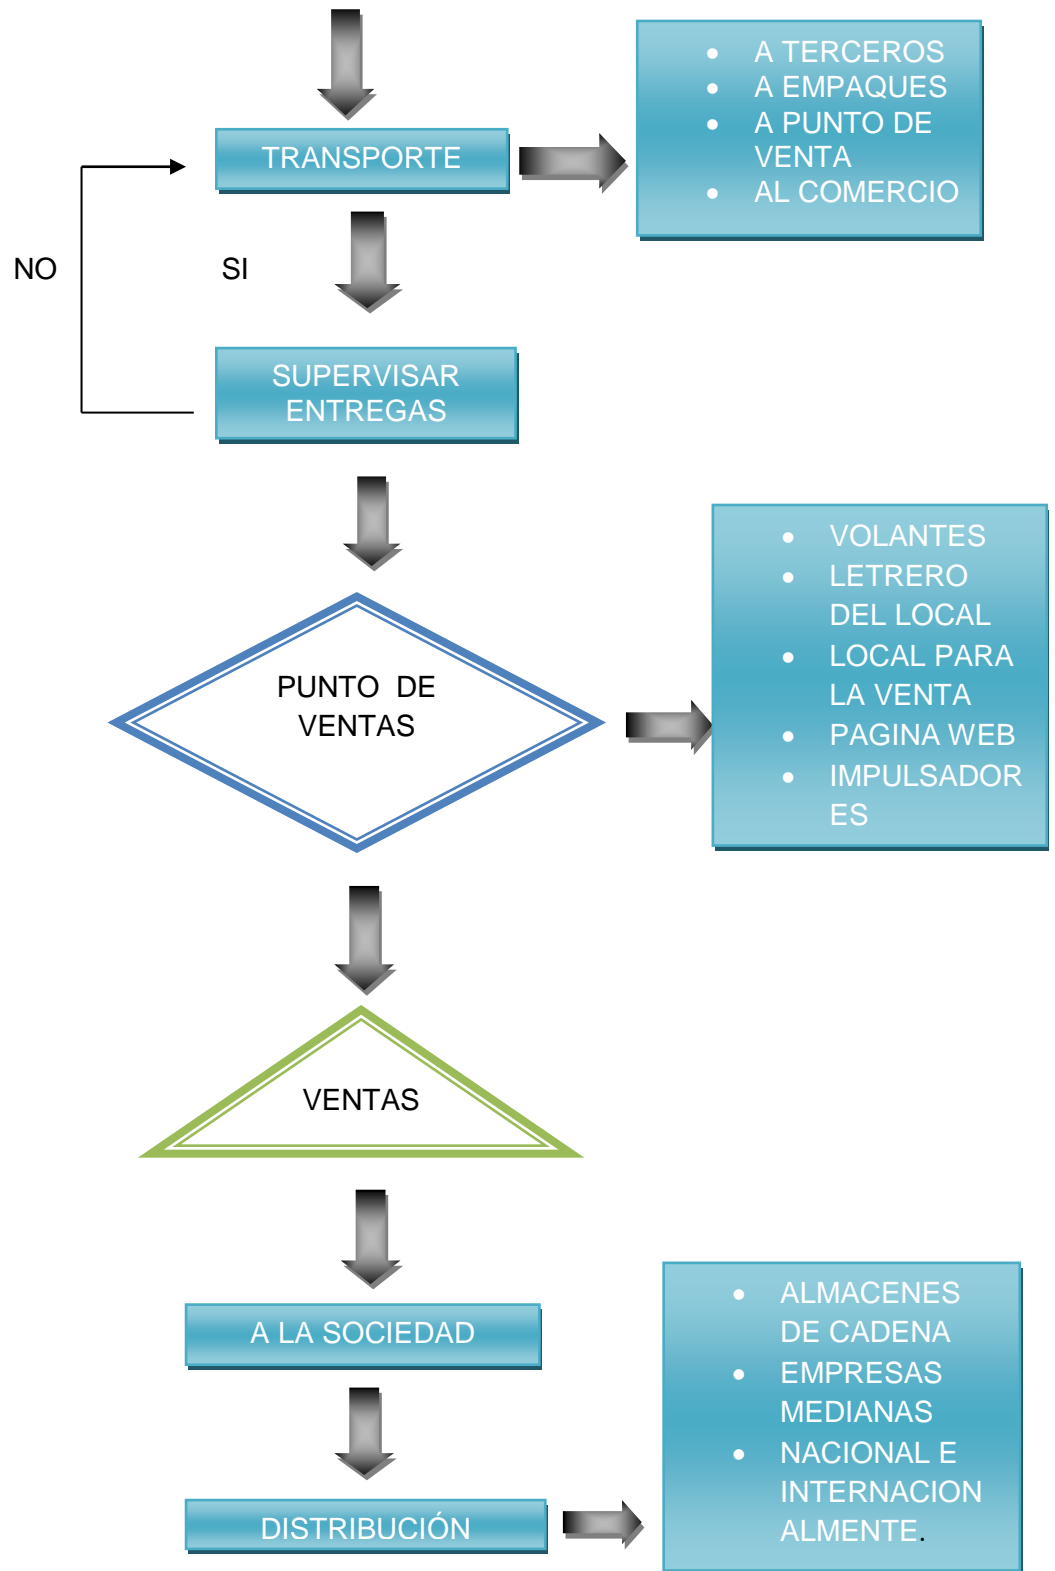 TRANSPORTE
• A TERCEROS
• A EMPAQUES
• A PUNTO DE
VENTA
• AL COMERCIO
NO
SI
SUPERVISAR
ENTREGAS
PUNTO DE
VENTAS
• VOLANTES
• LETRERO
DEL LOCAL
• LOCAL PARA
LA VENTA
• PAGINA WEB
• IMPULSADOR
ES
VENTAS
A LA SOCIEDAD
DISTRIBUCIÓN
• ALMACENES
DE CADENA
• EMPRESAS
MEDIANAS
• NACIONAL E
INTERNACION
ALMENTE.